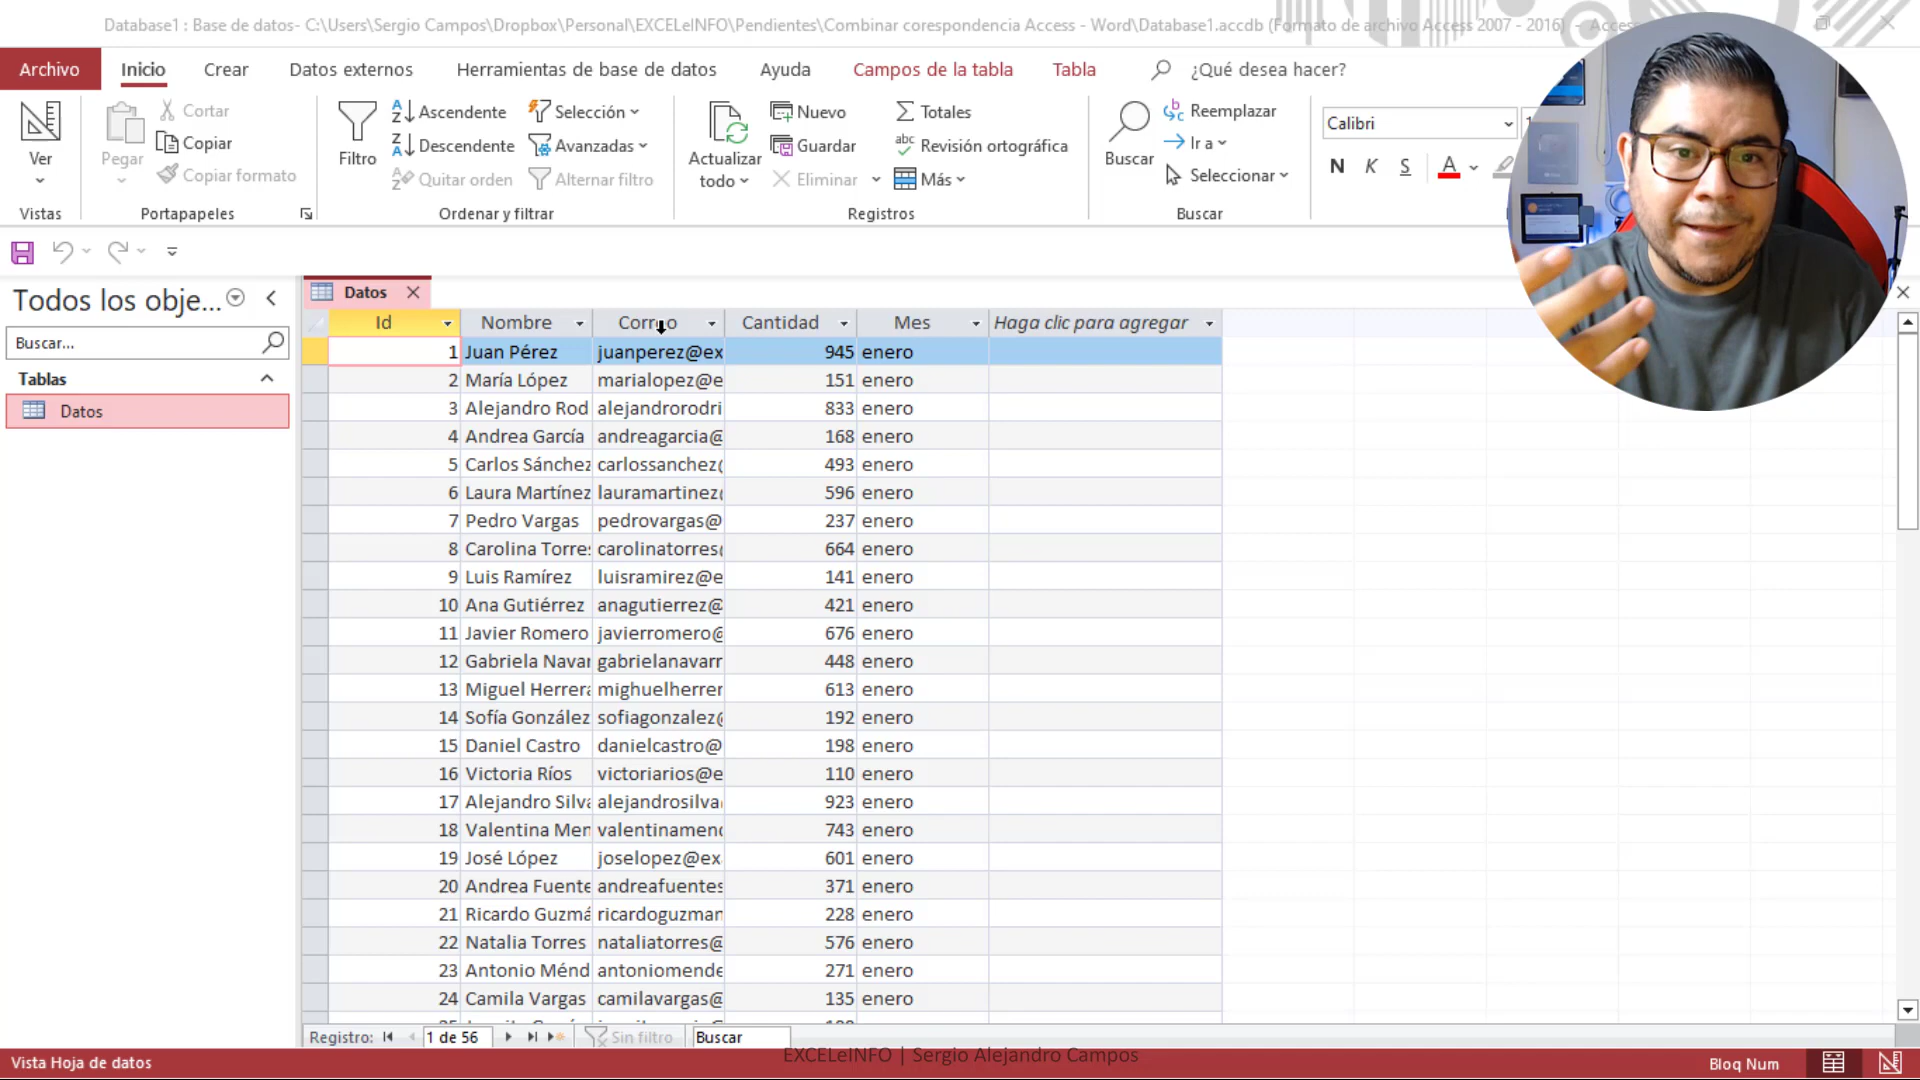 Database1 : Base de datos- C:\Users\Sergio Campos\Dropbox\Personal\EXCELeINFO\Pendientes\Combinar corespondencia Access - Word\Database1.accdb (Formato de archivo Access 2007 - 2016) - Acce
Archivo Inicio Crear Datos externos Herramientas de base de datos Ayuda Campos de la tabla Tabla ¿Qué desea hacer?
Cortar Ascendente Selección Nuevo Totales Reemplazar
Calibri
Ver Pegar Copiar Filtro Descendente Avanzadas Actualizar todo Guardar Revisión ortográfica Buscar Ir a
Copiar formato Quitar orden Alternar filtro Eliminar Más Seleccionar N K S A
Vistas Portapapeles Ordenar y filtrar Registros Buscar
Todos los obje...
Buscar...
Tablas
Datos
Datos
Id Nombre Correo Cantidad Mes Haga clic para agregar
1 Juan Pérez juanperez@ex 945 enero
2 María López marialopez@e 151 enero
3 Alejandro Rod alejandrorodri 833 enero
4 Andrea García andreagarcia@ 168 enero
5 Carlos Sánchez carlossanchez( 493 enero
6 Laura Martínez lauramartinez( 596 enero
7 Pedro Vargas pedrovargas@ 237 enero
8 Carolina Torre carolinatorres( 664 enero
9 Luis Ramírez luisramirez@e 141 enero
10 Ana Gutiérrez anagutierrez@ 421 enero
11 Javier Romero javierromero@ 676 enero
12 Gabriela Nava gabrielanavarr 448 enero
13 Miguel Herrera mighuelherrer 613 enero
14 Sofía González sofiagonzalez( 192 enero
15 Daniel Castro danielcastro@ 198 enero
16 Victoria Ríos victoriarios@e 110 enero
17 Alejandro Silva alejandrosilva 923 enero
18 Valentina Men valentinamend 743 enero
19 José López joselopez@ex 601 enero
20 Andrea Fuente andreafuentes 371 enero
21 Ricardo Guzmá ricardoguzman 228 enero
22 Natalia Torres nataliatorres@ 576 enero
23 Antonio Ménd antoniomende 271 enero
24 Camila Vargas camilavargas@ 135 enero
Registro: 1 de 56 Sin filtro Buscar
EXCELeINFO | Sergio Alejandro Campos
Vista Hoja de datos Bloq Num